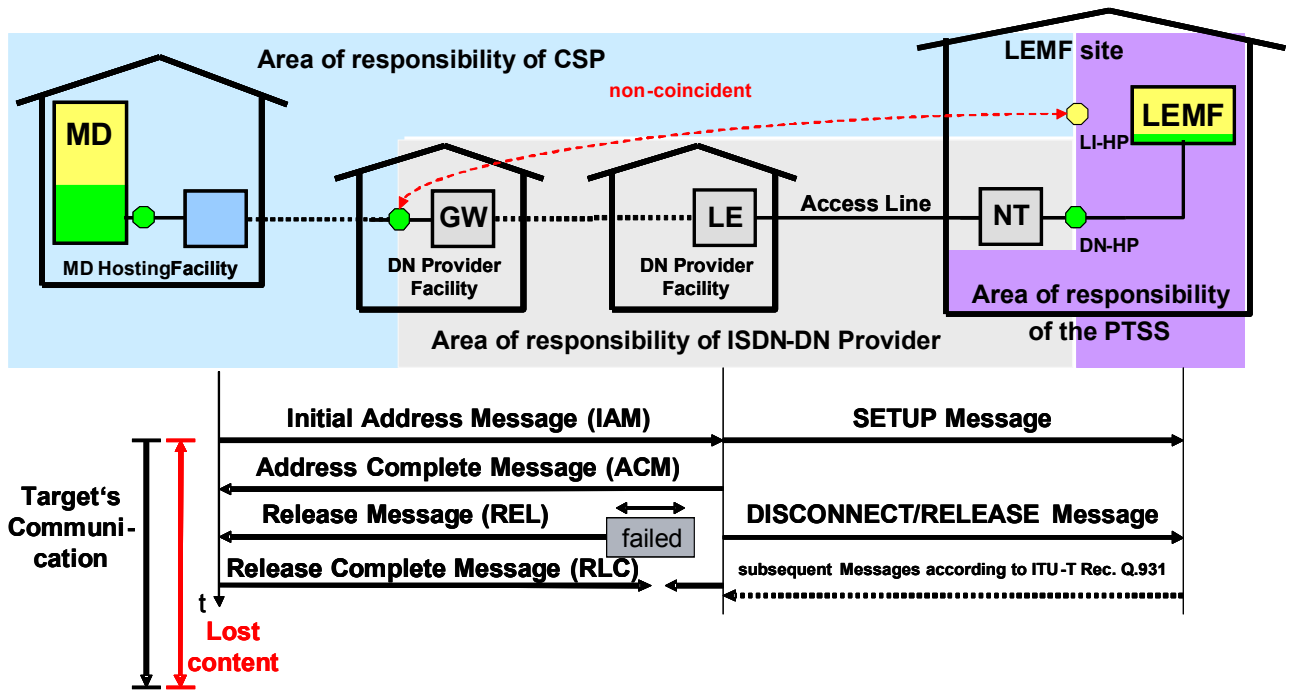 Area of responsibility of CSP
LEMF site
non-coincident
MD
LEMF
LI-HP
GW
LE
Access Line
NT
DN-HP
MD HostingFacility
DN Provider
Facility
DN Provider
Facility
Area of responsibility
of the PTSS
Area of responsibility of ISDN-DN Provider
Initial Address Message (IAM)
SETUP Message
Address Complete Message (ACM)
Target‘s
Communi-
cation
Release Message (REL)
failed
DISCONNECT/RELEASE Message
Release Complete Message (RLC)
subsequent Messages according to ITU-T Rec. Q.931
t
Lost
content